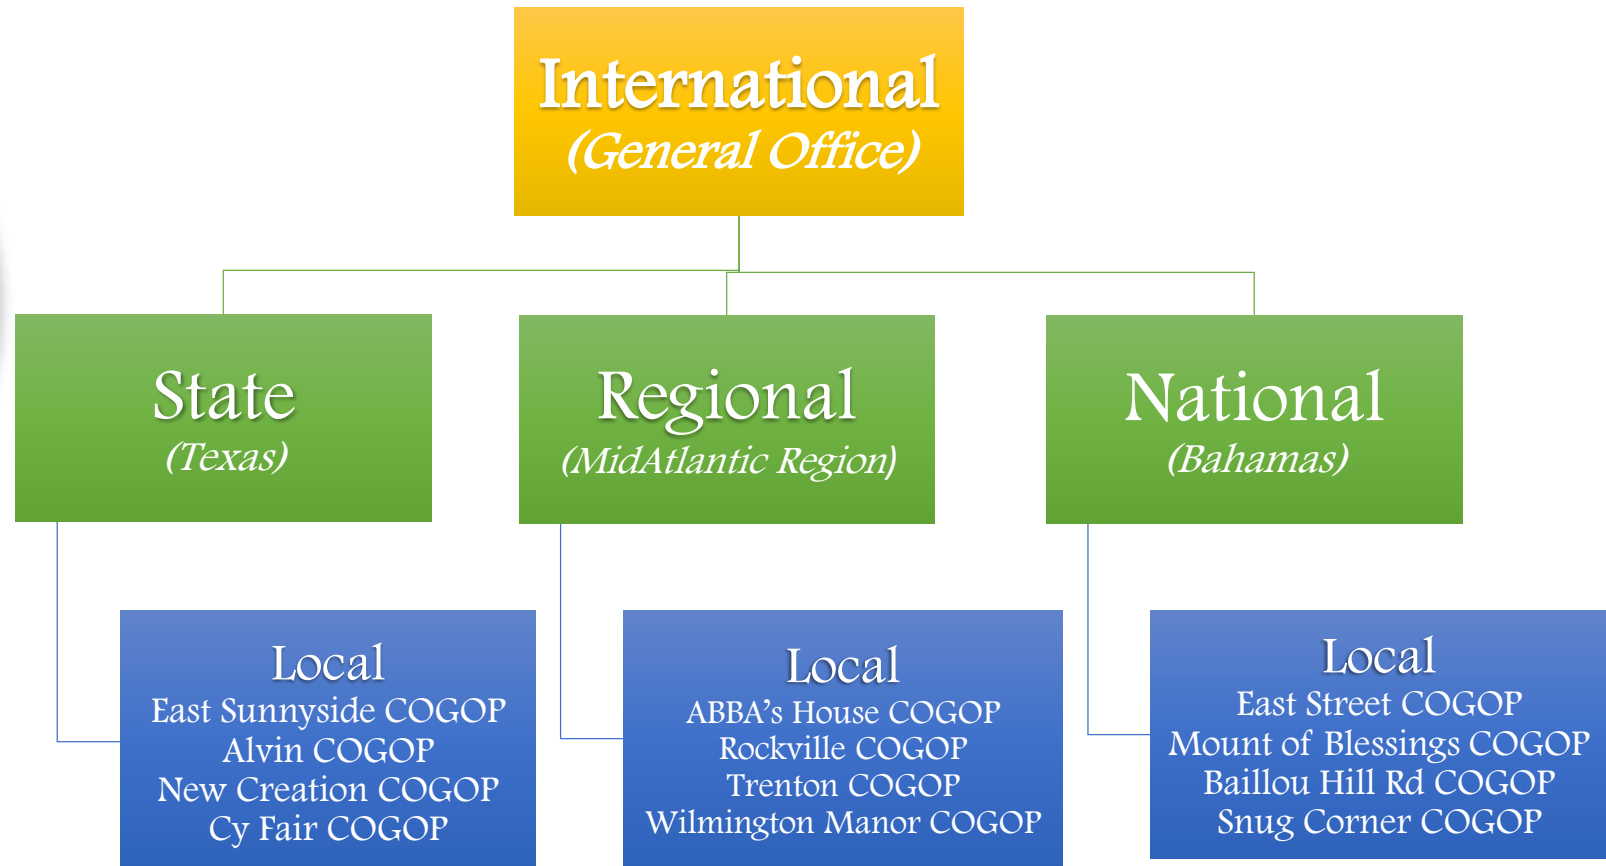 International
(General Office)
State
(Texas)
Regional
(MidAtlantic Region)
National
(Bahamas)
Local
East Sunnyside COGOP
Alvin COGOP
New Creation COGOP
Cy Fair COGOP
Local
ABBA’s House COGOP
Rockville COGOP
Trenton COGOP
Wilmington Manor COGOP
Local
East Street COGOP
Mount of Blessings COGOP
Baillou Hill Rd COGOP
Snug Corner COGOP